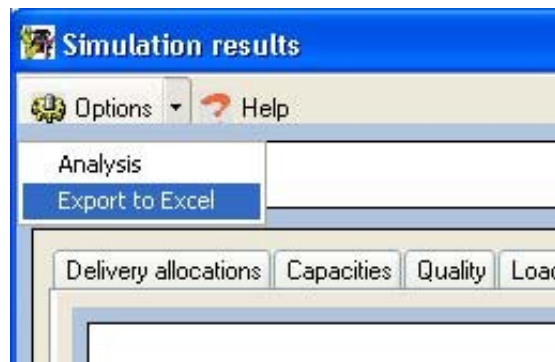 Simulation results
Options Help
Analysis
Export to Excel
Delivery allocations Capacities Quality